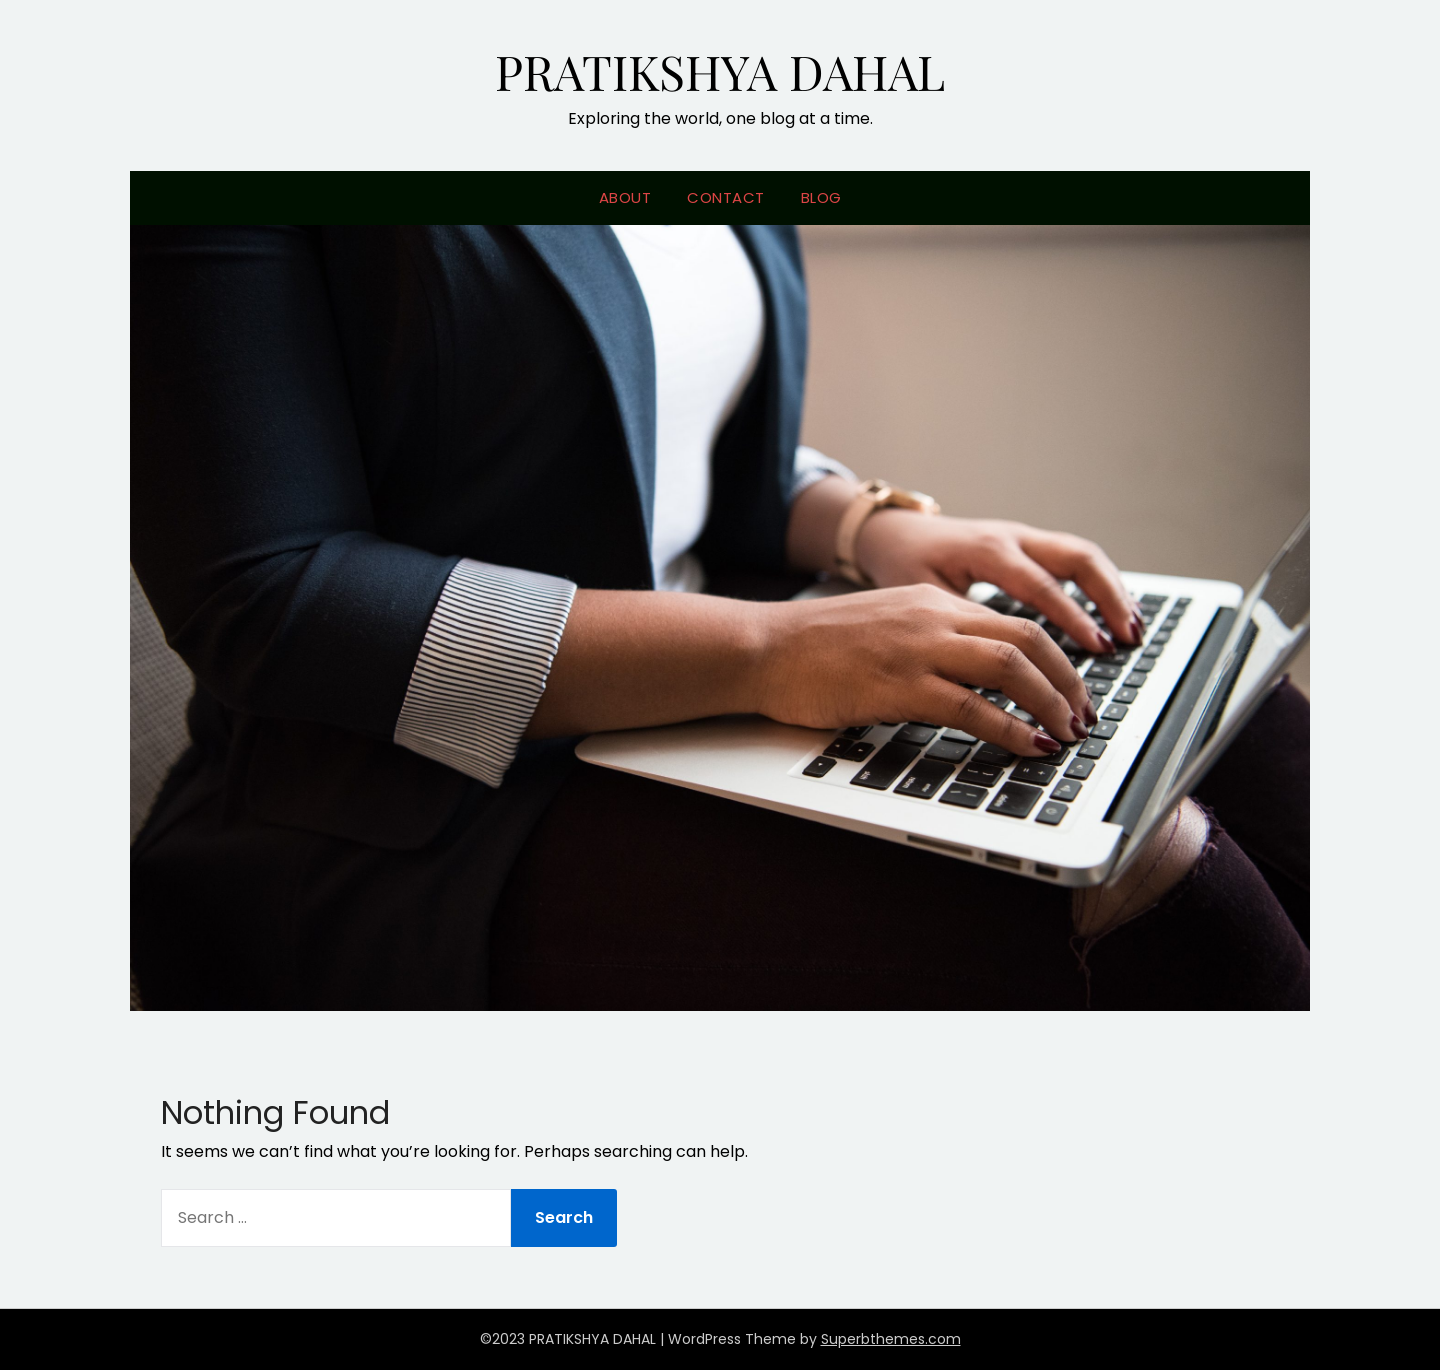 PRATIKSHYA DAHAL
Exploring the world, one blog at a time.
ABOUT CONTACT BLOG
Nothing Found
It seems we can’t find what you’re looking for. Perhaps searching can help.
Search …
Search
©2023 PRATIKSHYA DAHAL | WordPress Theme by Superbthemes.com